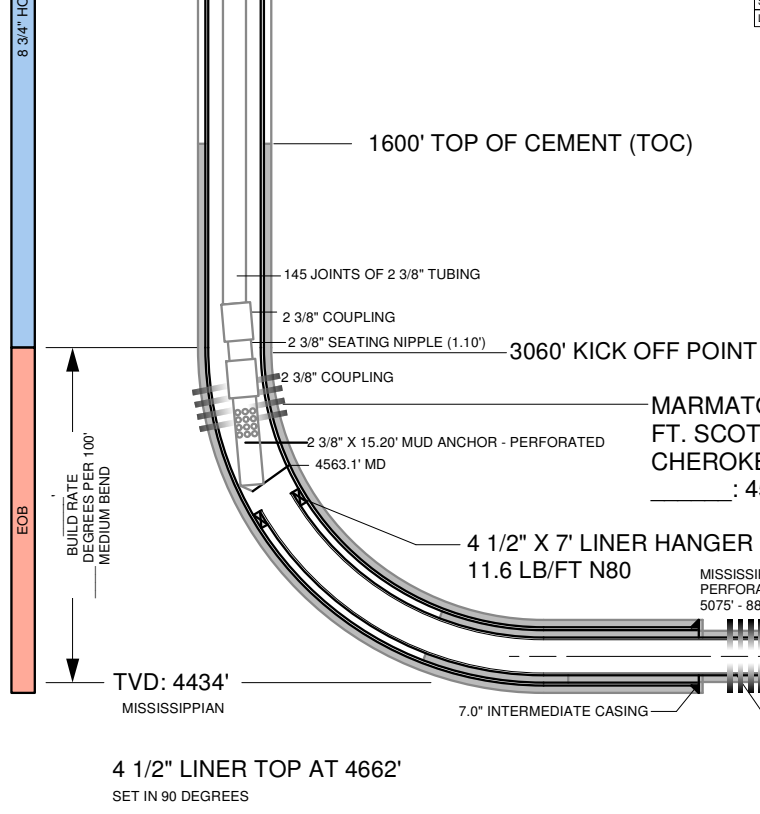 8 3/4" HO
1600' TOP OF CEMENT (TOC)
145 JOINTS OF 2 3/8" TUBING
2 3/8" COUPLING
2 3/8" SEATING NIPPLE (1.10')
3060' KICK OFF POINT
2 3/8" COUPLING
MARMATO
FT. SCOT
CHEROKE
______: 45
2 3/8" X 15.20' MUD ANCHOR - PERFORATED
4563.1' MD
EOB
____'
BUILD RATE
DEGREES PER 100'
____ MEDIUM BEND
4 1/2" X 7' LINER HANGER
11.6 LB/FT N80
MISSISSI
PERFORA
5075' - 88
TVD: 4434'
MISSISSIPPIAN
7.0" INTERMEDIATE CASING
4 1/2" LINER TOP AT 4662'
SET IN 90 DEGREES